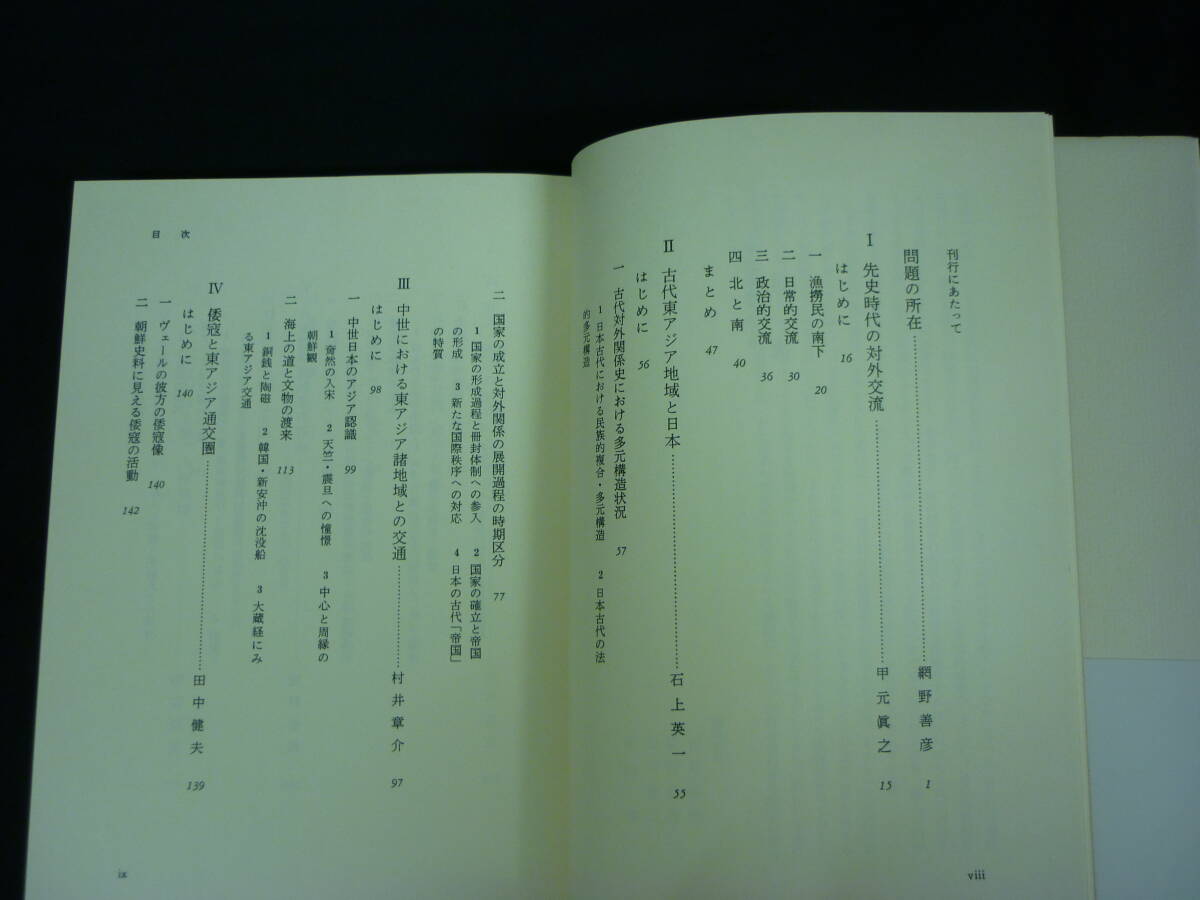 刊行にあたって
問題の所在………網野善彦 1
Ⅰ 先史時代の対外交流………甲元眞之 15
はじめに 16
一 漁撈民の南下 20
二 日常的交流 30
三 政治的交流 36
四 北と南 40
まとめ 47
Ⅱ 古代東アジア地域と日本………石上英一 55
はじめに 56
一 古代対外関係史における多元構造状況 57
1 日本古代における民族的複合・多元構造 2 日本古代の法
的多元構造
viii
二 国家の成立と対外関係の展開過程の時期区分 77
1 国家の形成過程と冊封体制への参入 2 国家の確立と帝国
の形成 3 新たな国際秩序への対応 4 日本の古代「帝国」
の特質
Ⅲ 中世における東アジア諸地域との交通………村井章介 97
はじめに 98
一 中世日本のアジア認識 99
1 奝然の入宋 2 天竺・震旦への憧憬 3 中心と周縁の
朝鮮観
二 海上の道と文物の渡来 113
1 銅銭と陶磁 2 韓国・新安沖の沈没船 3 大蔵経にみ
る東アジア交通
Ⅳ 倭寇と東アジア通交圏………田中健夫 139
はじめに 140
一 ヴェールの彼方の倭寇像 140
二 朝鮮史料に見える倭寇の活動 142
目次
ix